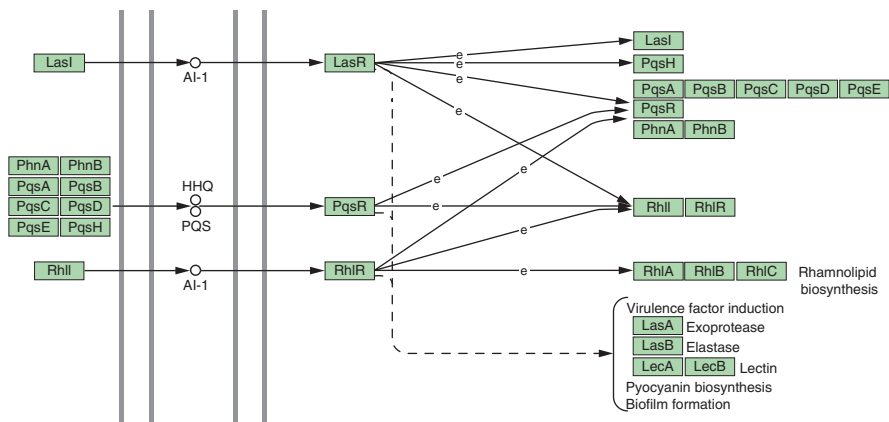 LasI
AI-1
LasR
e
e
e
e
LasI
PqsH
PqsA PqsB PqsC PqsD PqsE
PqsR
PhnA PhnB
PhnA PhnB
PqsA PqsB
PqsC PqsD
PqsE PqsH
HHQ
PQS
PqsR
e
e
RhlI RhlR
RhlI
AI-1
RhlR
e
e
e
RhlA RhlB RhlC
Rhamnolipid
biosynthesis
Virulence factor induction
LasA Exoprotease
LasB Elastase
LecA LecB Lectin
Pyocyanin biosynthesis
Biofilm formation